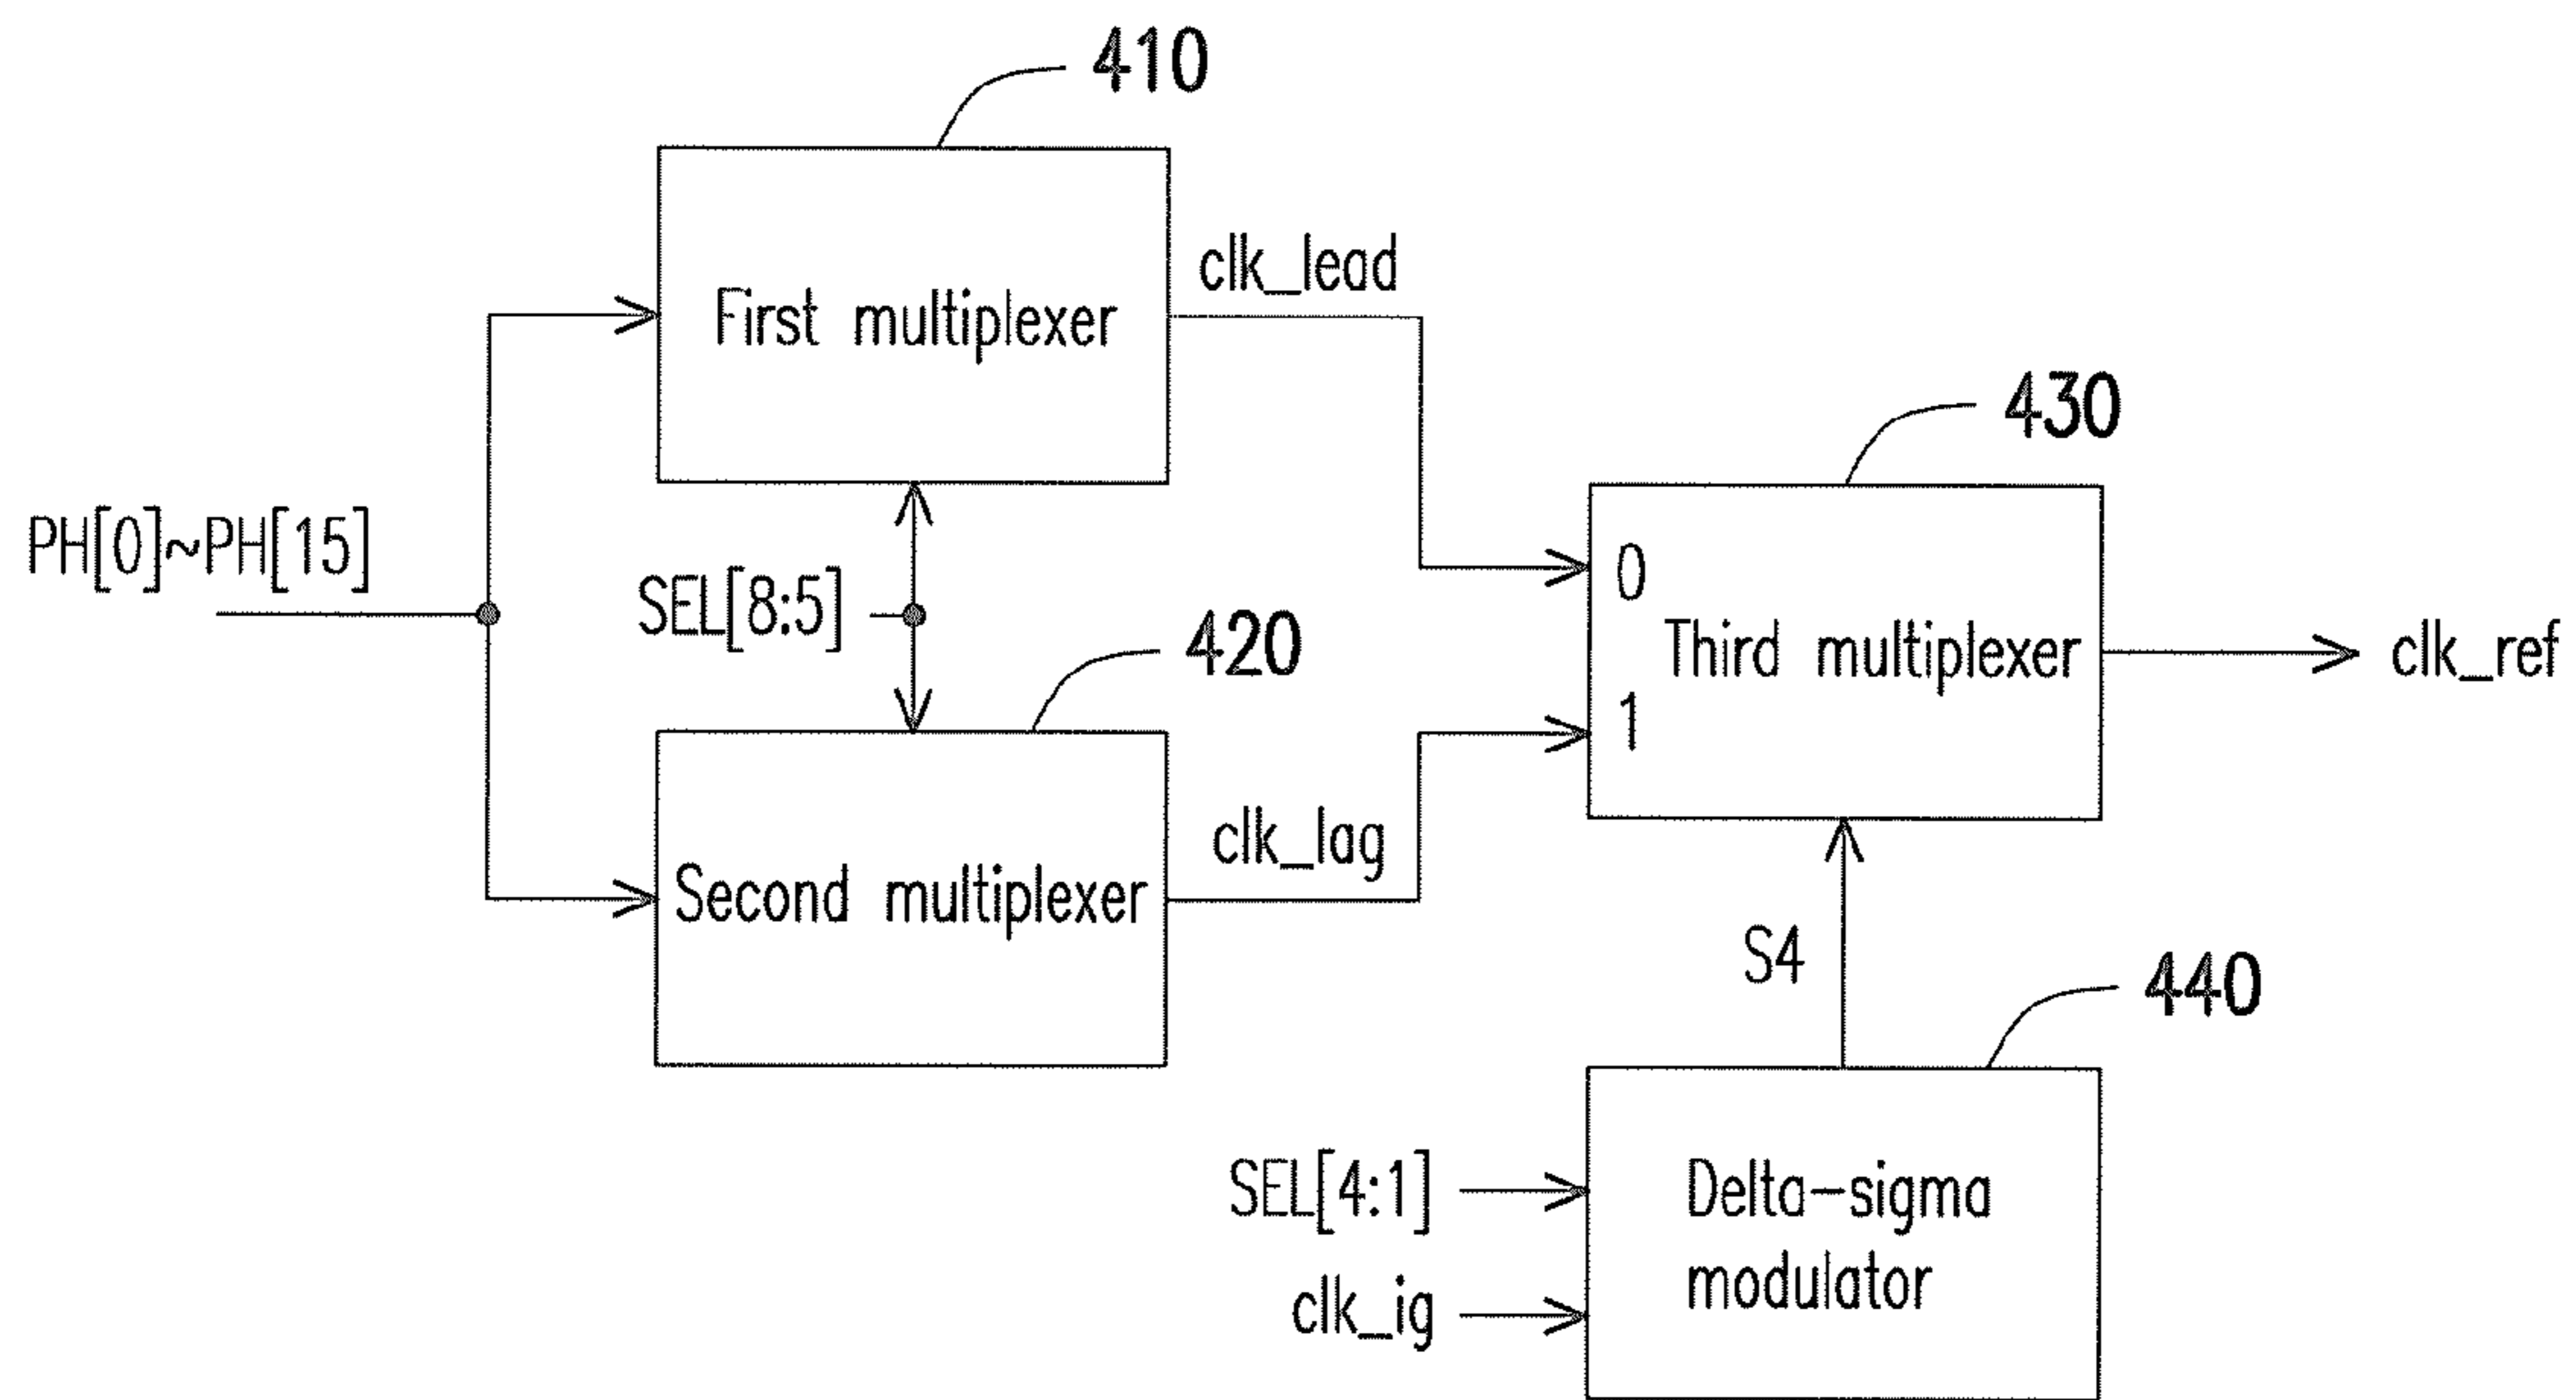 410
First multiplexer
clk_lead
430
PH[0]~PH[15]
SEL[8:5]
420
0
Third multiplexer
1
clk_ref
Second multiplexer
clk_lag
S4
440
SEL[4:1]
clk_ig
Delta-sigma
modulator